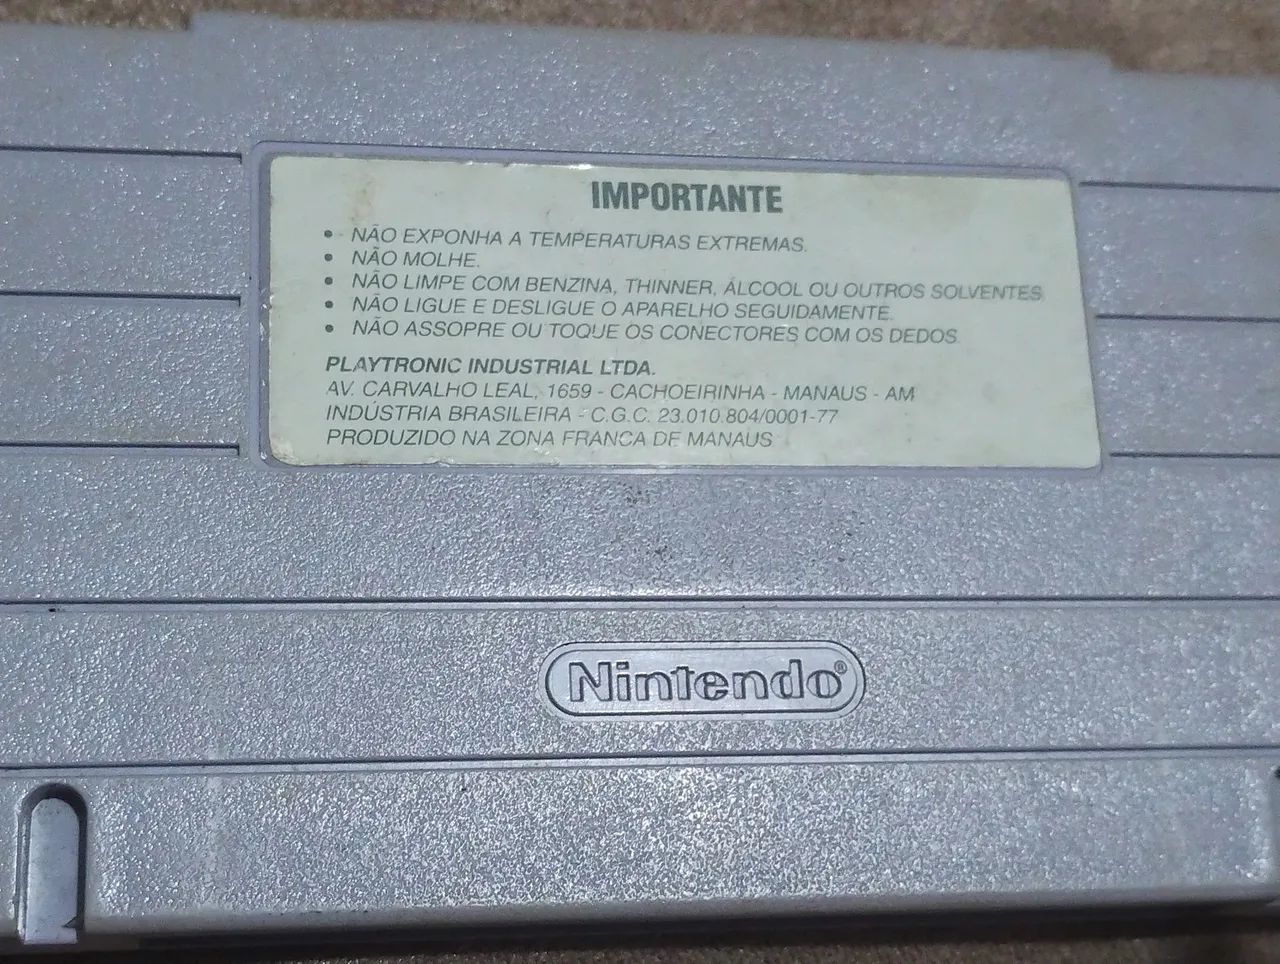 IMPORTANTE
• NÃO EXPONHA A TEMPERATURAS EXTREMAS.
• NÃO MOLHE.
• NÃO LIMPE COM BENZINA, THINNER, ÁLCOOL OU OUTROS SOLVENTES
• NÃO LIGUE E DESLIGUE O APARELHO SEGUIDAMENTE.
• NÃO ASSOPRE OU TOQUE OS CONECTORES COM OS DEDOS
PLAYTRONIC INDUSTRIAL LTDA.
AV. CARVALHO LEAL, 1659 - CACHOEIRINHA - MANAUS - AM
INDÚSTRIA BRASILEIRA - C.G.C. 23.010.804/0001-77
PRODUZIDO NA ZONA FRANCA DE MANAUS
Nintendo®